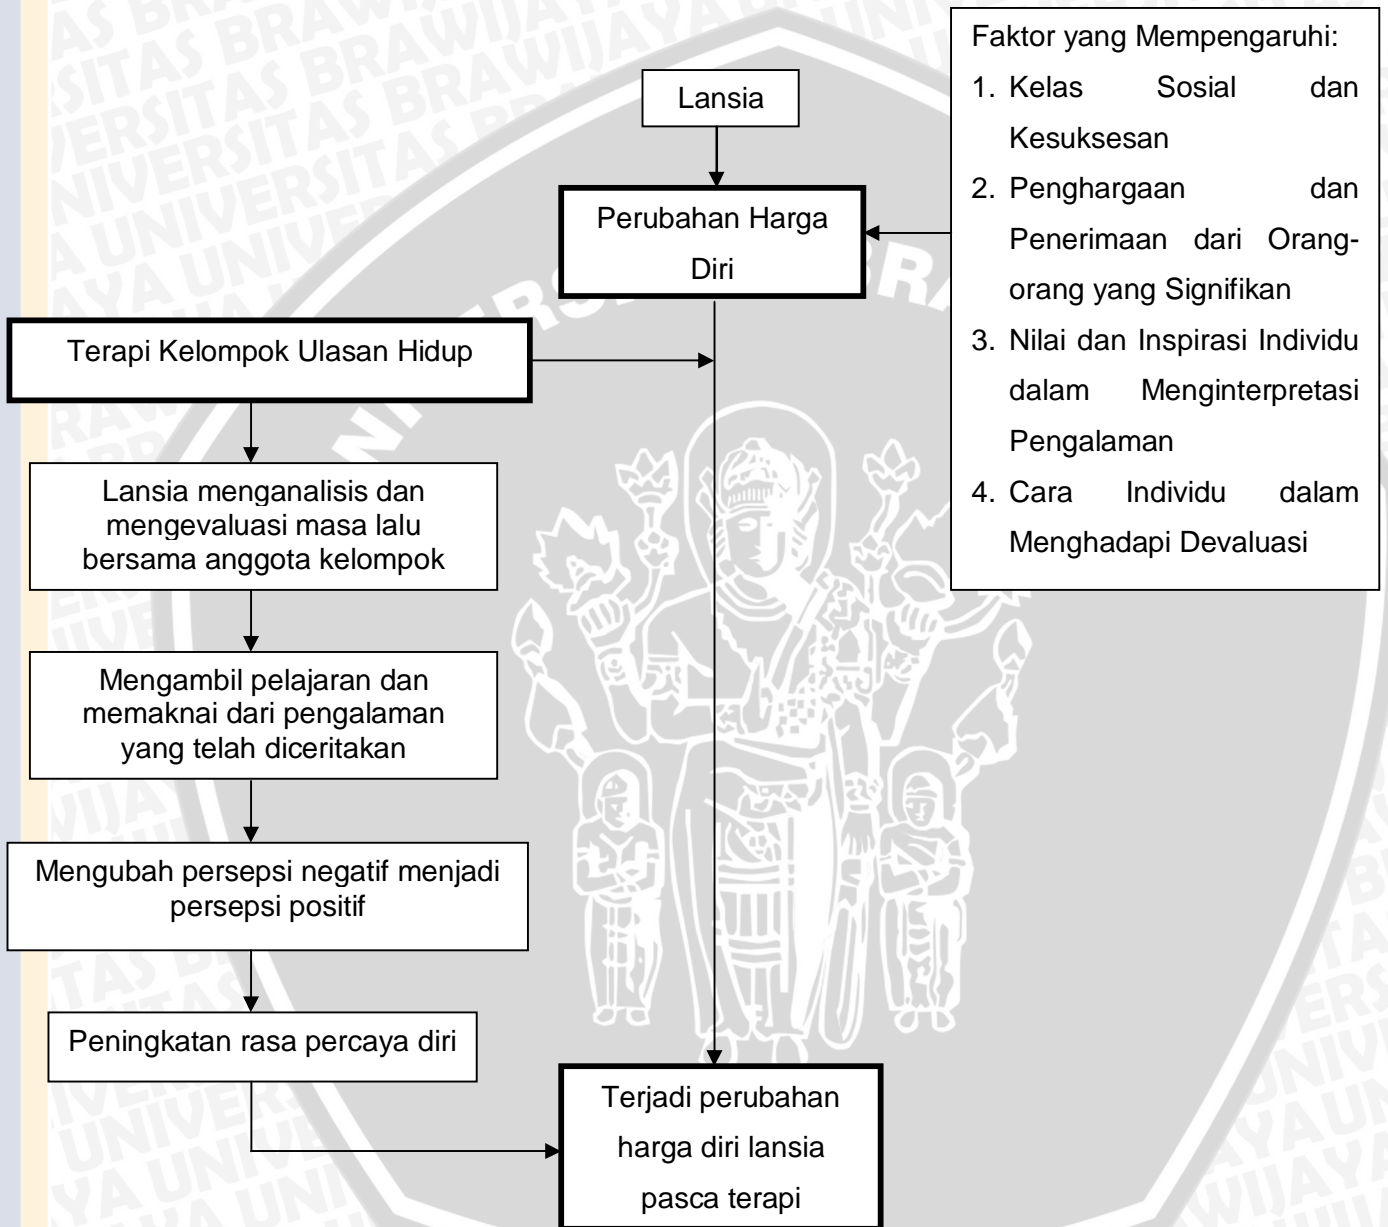 Lansia
Perubahan Harga
Diri
Faktor yang Mempengaruhi:
1. Kelas Sosial dan
Kesuksesan
2. Penghargaan dan
Penerimaan dari Orang-
orang yang Signifikan
3. Nilai dan Inspirasi Individu
dalam Menginterpretasi
Pengalaman
4. Cara Individu dalam
Menghadapi Devaluasi
Terapi Kelompok Ulasan Hidup
Lansia menganalisis dan
mengevaluasi masa lalu
bersama anggota kelompok
Mengambil pelajaran dan
memaknai dari pengalaman
yang telah diceritakan
Mengubah persepsi negatif menjadi
persepsi positif
Peningkatan rasa percaya diri
Terjadi perubahan
harga diri lansia
pasca terapi